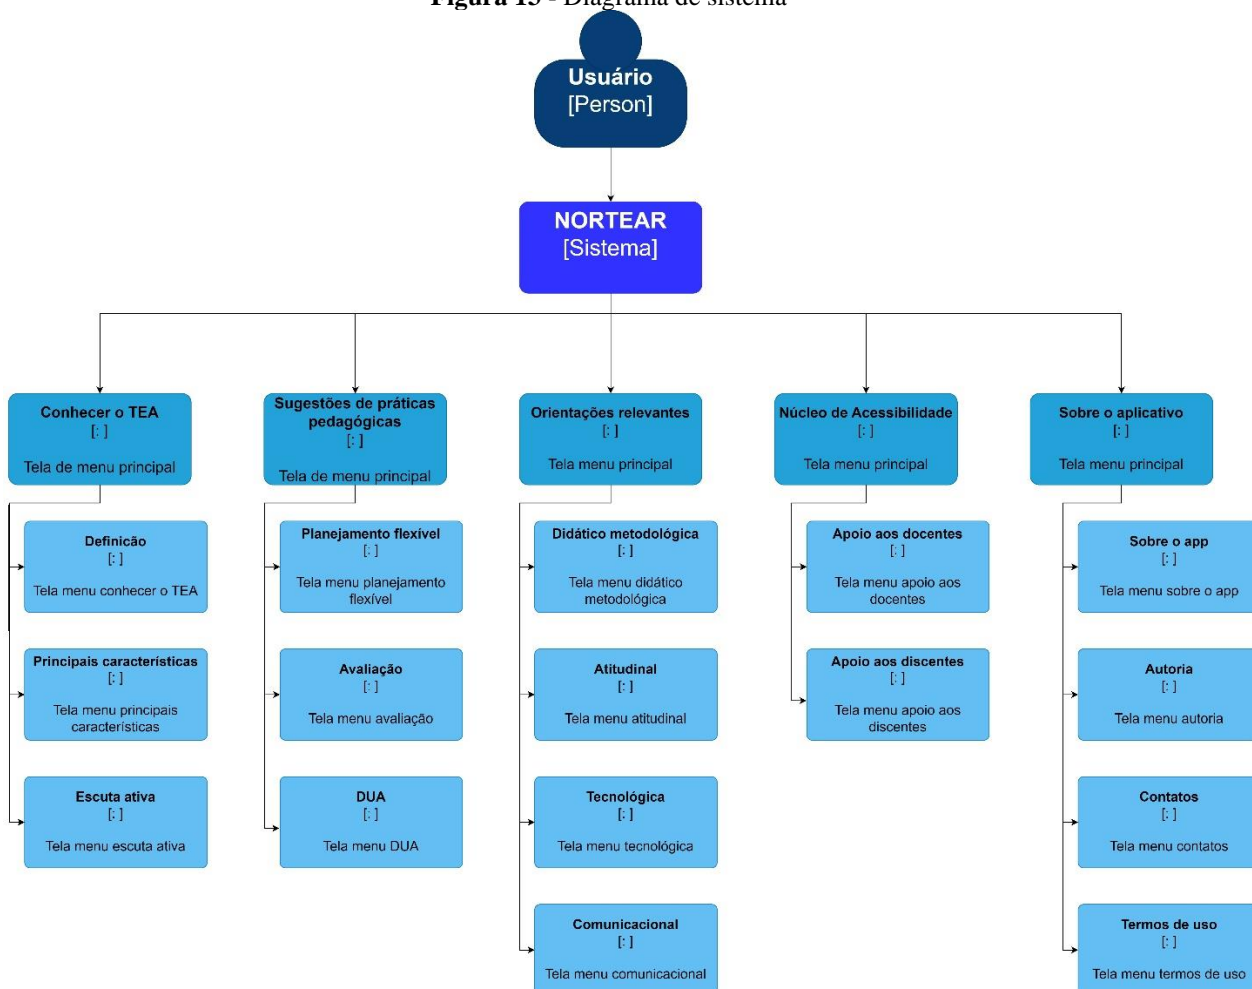 Figura 13 - Diagrama de sistema
Usuário
[Person]
NORTEAR
[Sistema]
Conhecer o TEA
[: ]
Tela de menu principal
Sugestões de práticas
pedagógicas
[: ]
Tela de menu principal
Orientações relevantes
[: ]
Tela menu principal
Núcleo de Acessibilidade
[: ]
Tela menu principal
Sobre o aplicativo
[: ]
Tela menu principal
Definicão
[: ]
Tela menu conhecer o TEA
Principais características
[: ]
Tela menu principais
características
Escuta ativa
[: ]
Tela menu escuta ativa
Planejamento flexível
[: ]
Tela menu planejamento
flexível
Avaliação
[: ]
Tela menu avaliação
DUA
[: ]
Tela menu DUA
Didático metodológica
[: ]
Tela menu didático
metodológica
Atitudinal
[: ]
Tela menu atitudinal
Tecnológica
[: ]
Tela menu tecnológica
Comunicacional
[: ]
Tela menu comunicacional
Apoio aos docentes
[: ]
Tela menu apoio aos
docentes
Apoio aos discentes
[: ]
Tela menu apoio aos
discentes
Sobre o app
[: ]
Tela menu sobre o app
Autoria
[: ]
Tela menu autoria
Contatos
[: ]
Tela menu contatos
Termos de uso
[: ]
Tela menu termos de uso